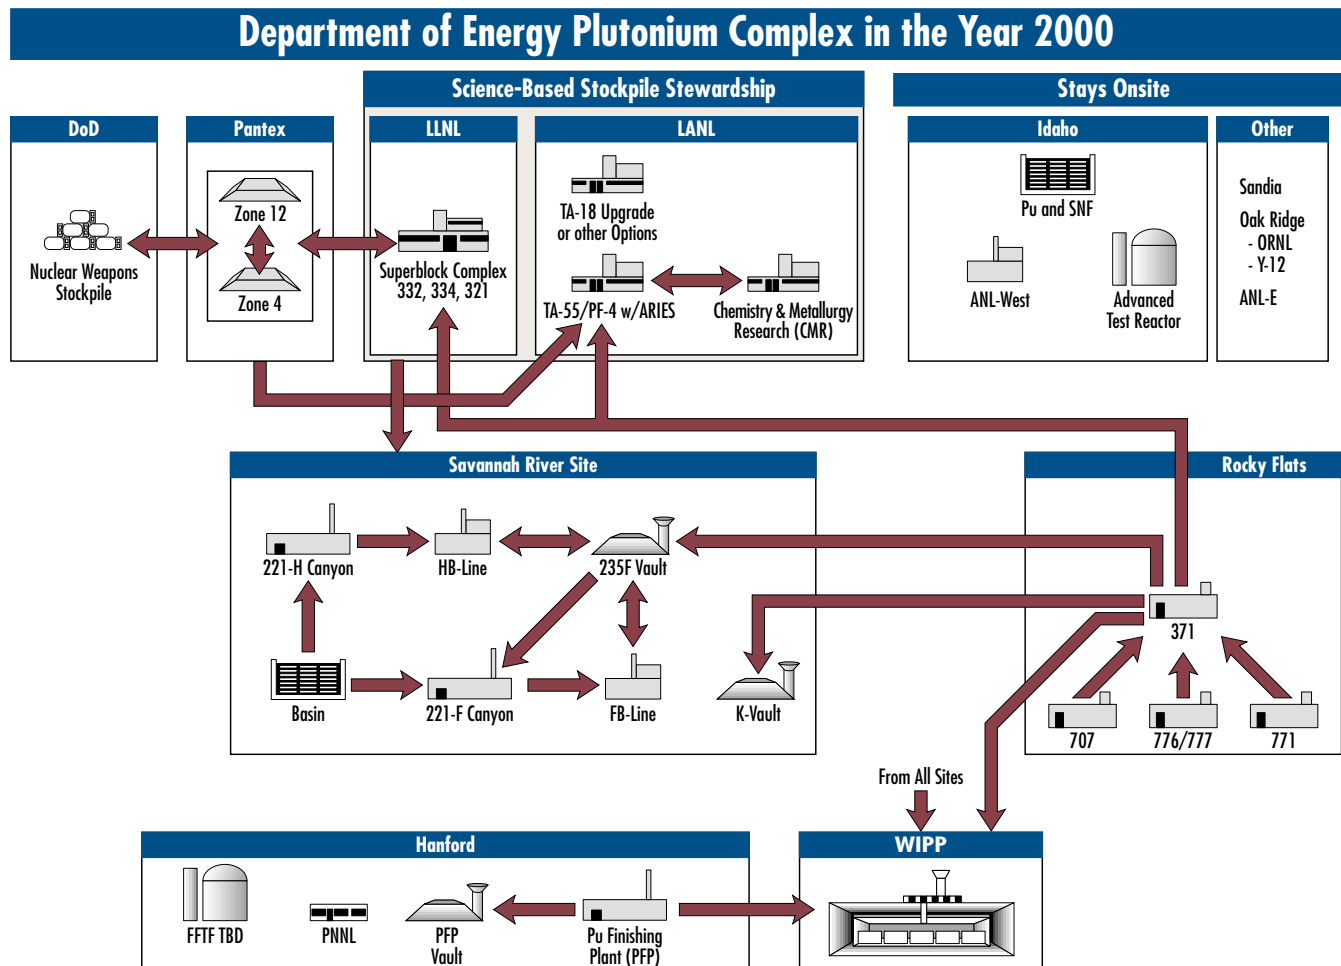 Department of Energy Plutonium Complex in the Year 2000
Science-Based Stockpile Stewardship
Stays Onsite
DoD
Pantex
LLNL
LANL
Idaho
Other
Nuclear Weapons
Stockpile
Zone 12
Zone 4
Superblock Complex
332, 334, 321
TA-18 Upgrade
or other Options
TA-55/PF-4 w/ARIES
Chemistry & Metallurgy
Research (CMR)
Pu and SNF
ANL-West
Advanced
Test Reactor
Sandia
Oak Ridge
- ORNL
- Y-12
ANL-E
Savannah River Site
Rocky Flats
221-H Canyon
HB-Line
235F Vault
Basin
221-F Canyon
FB-Line
K-Vault
371
707
776/777
771
From All Sites
Hanford
WIPP
FFTF TBD
PNNL
PFP
Vault
Pu Finishing
Plant (PFP)